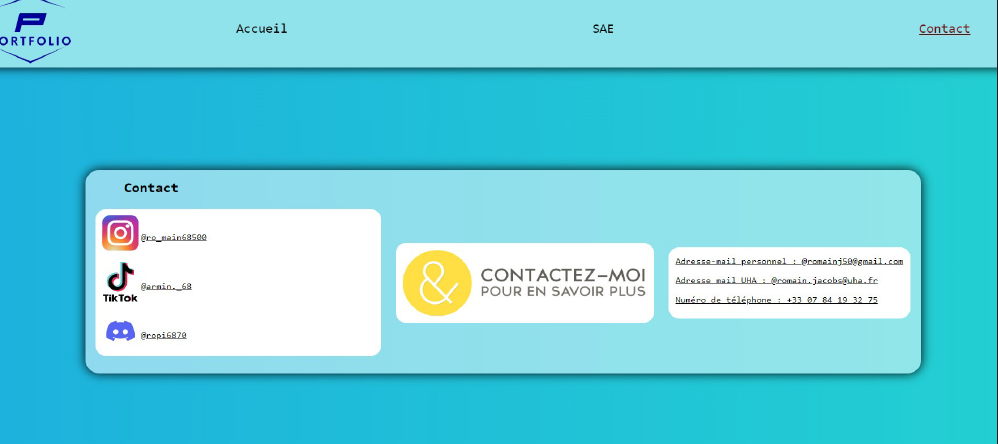 P
ORTFOLIO
Accueil
SAE
Contact
Contact
@ro_main68500
TikTok
@armin._68
@ropi6870
&
CONTACTEZ-MOI
POUR EN SAVOIR PLUS
Adresse-mail personnel : @romainj50@gmail.com
Adresse mail UHA : @romain.jacobs@uha.fr
Numéro de téléphone : +33 07 84 19 32 75